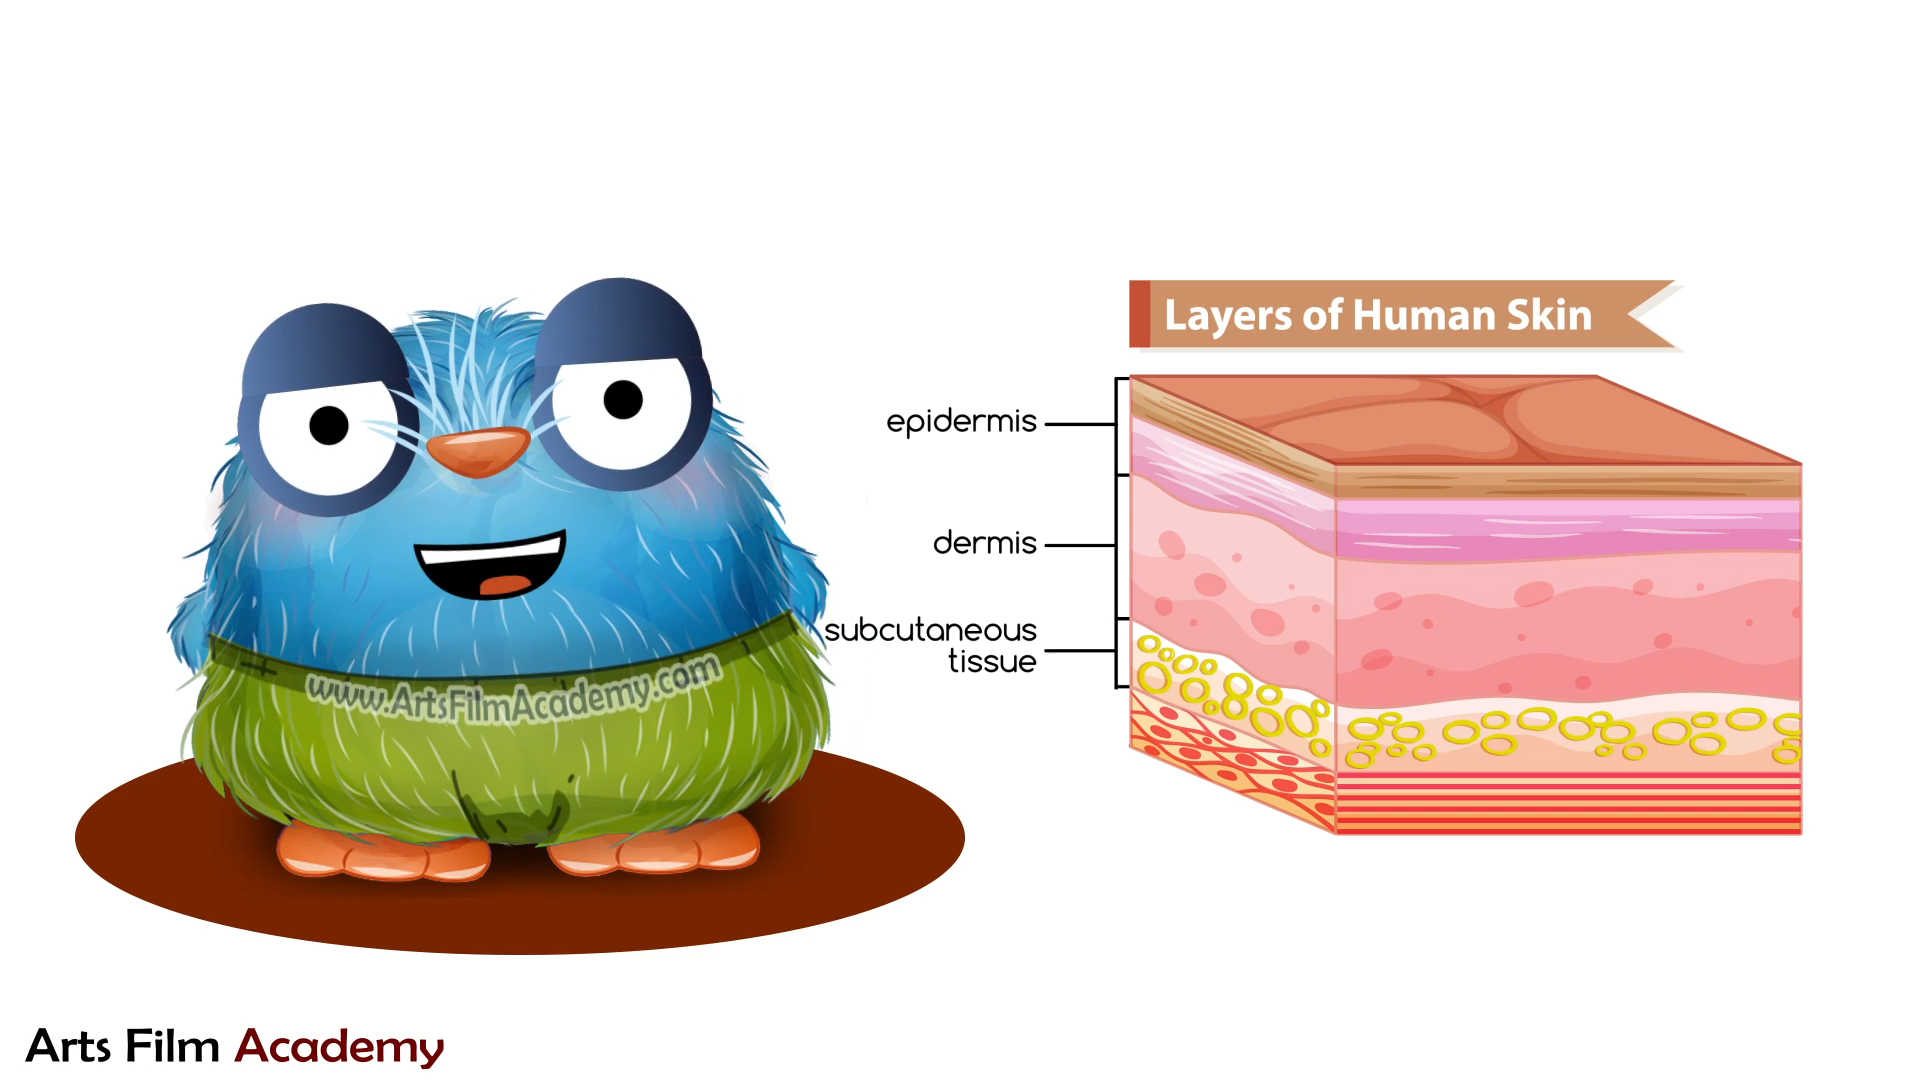 Layers of Human Skin
epidermis
dermis
subcutaneous
tissue
www.ArtsFilmAcademy.com
Arts Film Academy